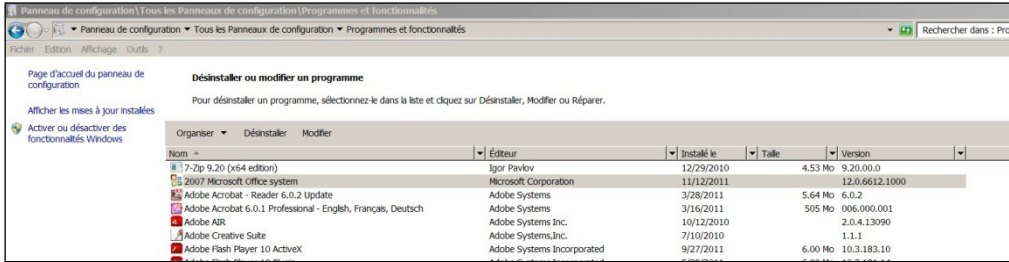 Panneau de configuration\Tous les Panneaux de configuration\Programmes et fonctionnalités
Panneau de configuration Tous les Panneaux de configuration Programmes et fonctionnalités Rechercher dans : Pro
Fichier Edition Affichage Outils ?
Page d'accueil du panneau de configuration
Afficher les mises à jour installées
Activer ou désactiver des fonctionnalités Windows
Désinstaller ou modifier un programme
Pour désinstaller un programme, sélectionnez-le dans la liste et cliquez sur Désinstaller, Modifier ou Réparer.
Organiser Désinstaller Modifier
Nom Éditeur Installé le Taille Version
7-Zip 9.20 (x64 edition) Igor Pavlov 12/29/2010 4.53 Mo 9.20.00.0
2007 Microsoft Office system Microsoft Corporation 11/12/2011 12.0.6612.1000
Adobe Acrobat - Reader 6.0.2 Update Adobe Systems 3/28/2011 5.64 Mo 6.0.2
Adobe Acrobat 6.0.1 Professional - English, Français, Deutsch Adobe Systems 3/16/2011 505 Mo 006.000.001
Adobe AIR Adobe Systems Inc. 10/12/2010 2.0.4.13090
Adobe Creative Suite Adobe Systems,Inc. 7/10/2010 1.1.1
Adobe Flash Player 10 ActiveX Adobe Systems Incorporated 9/27/2011 6.00 Mo 10.3.183.10